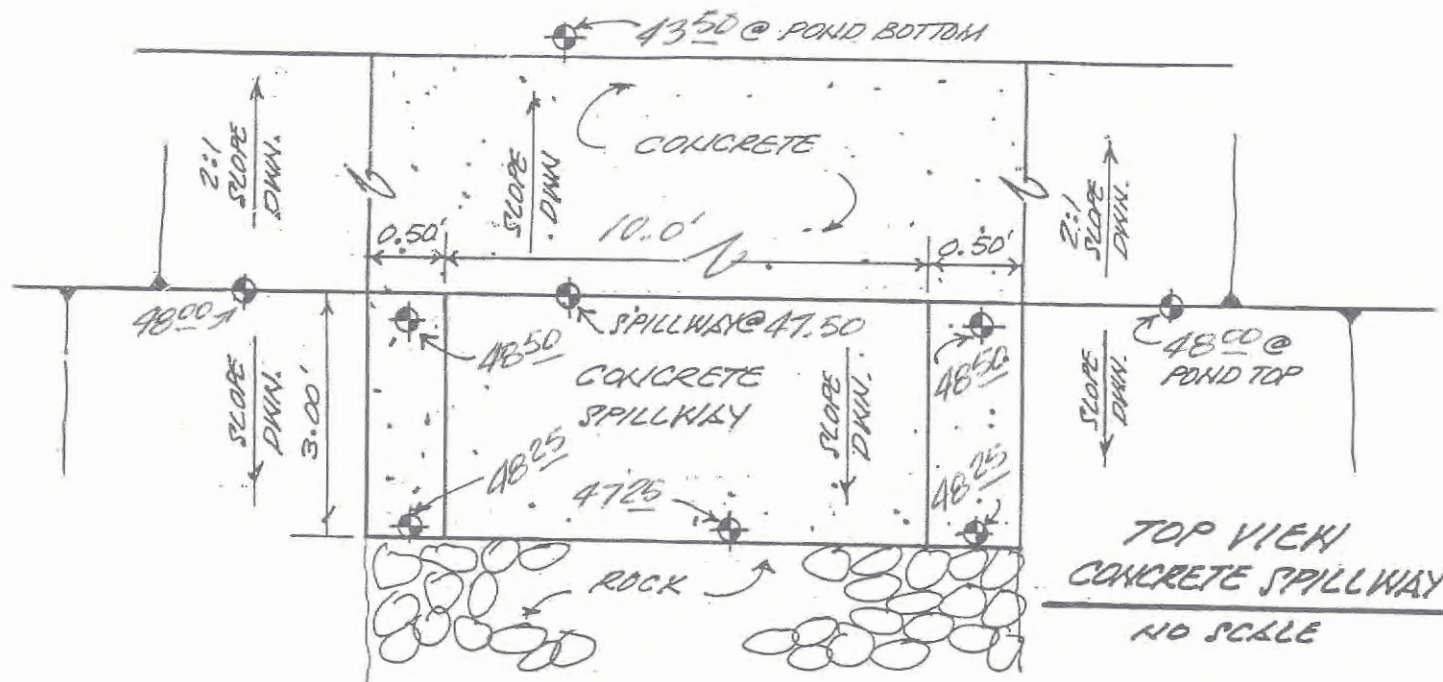 43.50 @ POND BOTTOM
2:1
SLOPE
DWN.
SLOPE
DWN
CONCRETE
2:1
SLOPE
DWN.
0.50'
10.0'
0.50'
48.00
SPILLWAY@47.50
48.50
48.50
48.00 @
POND TOP
CONCRETE
SPILLWAY
SLOPE
DWN.
3.00'
SLOPE
DWN.
SLOPE
DWN.
48.25
47.25
48.25
ROCK
TOP VIEW
CONCRETE SPILLWAY
NO SCALE